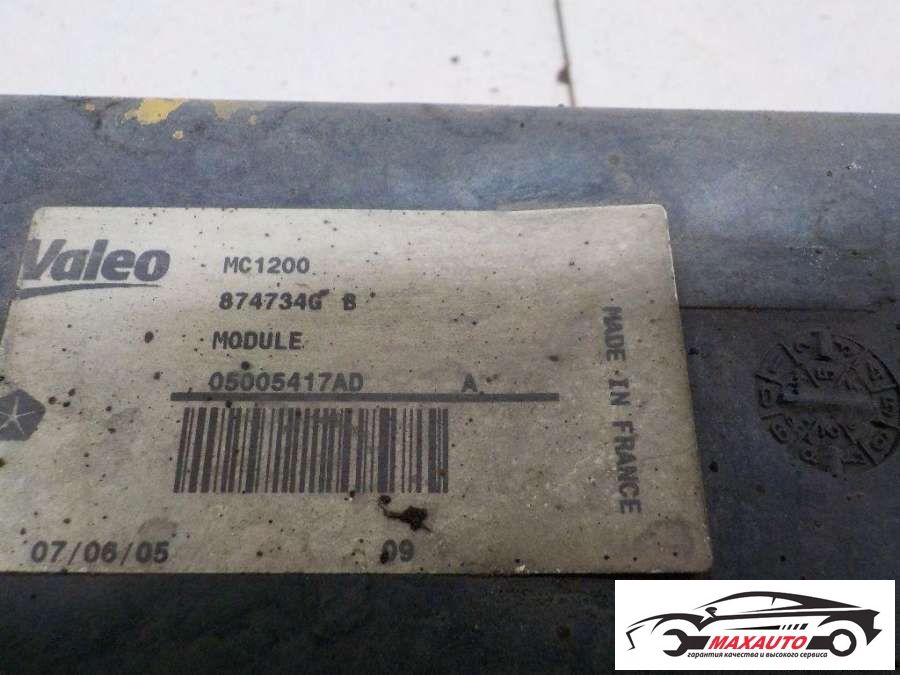 Valeo
MC1200
874734G B
MODULE
05005417AD A
MADE IN FRANCE
07/06/05 09
MAXAUTO
гарантия качества и высокого сервиса